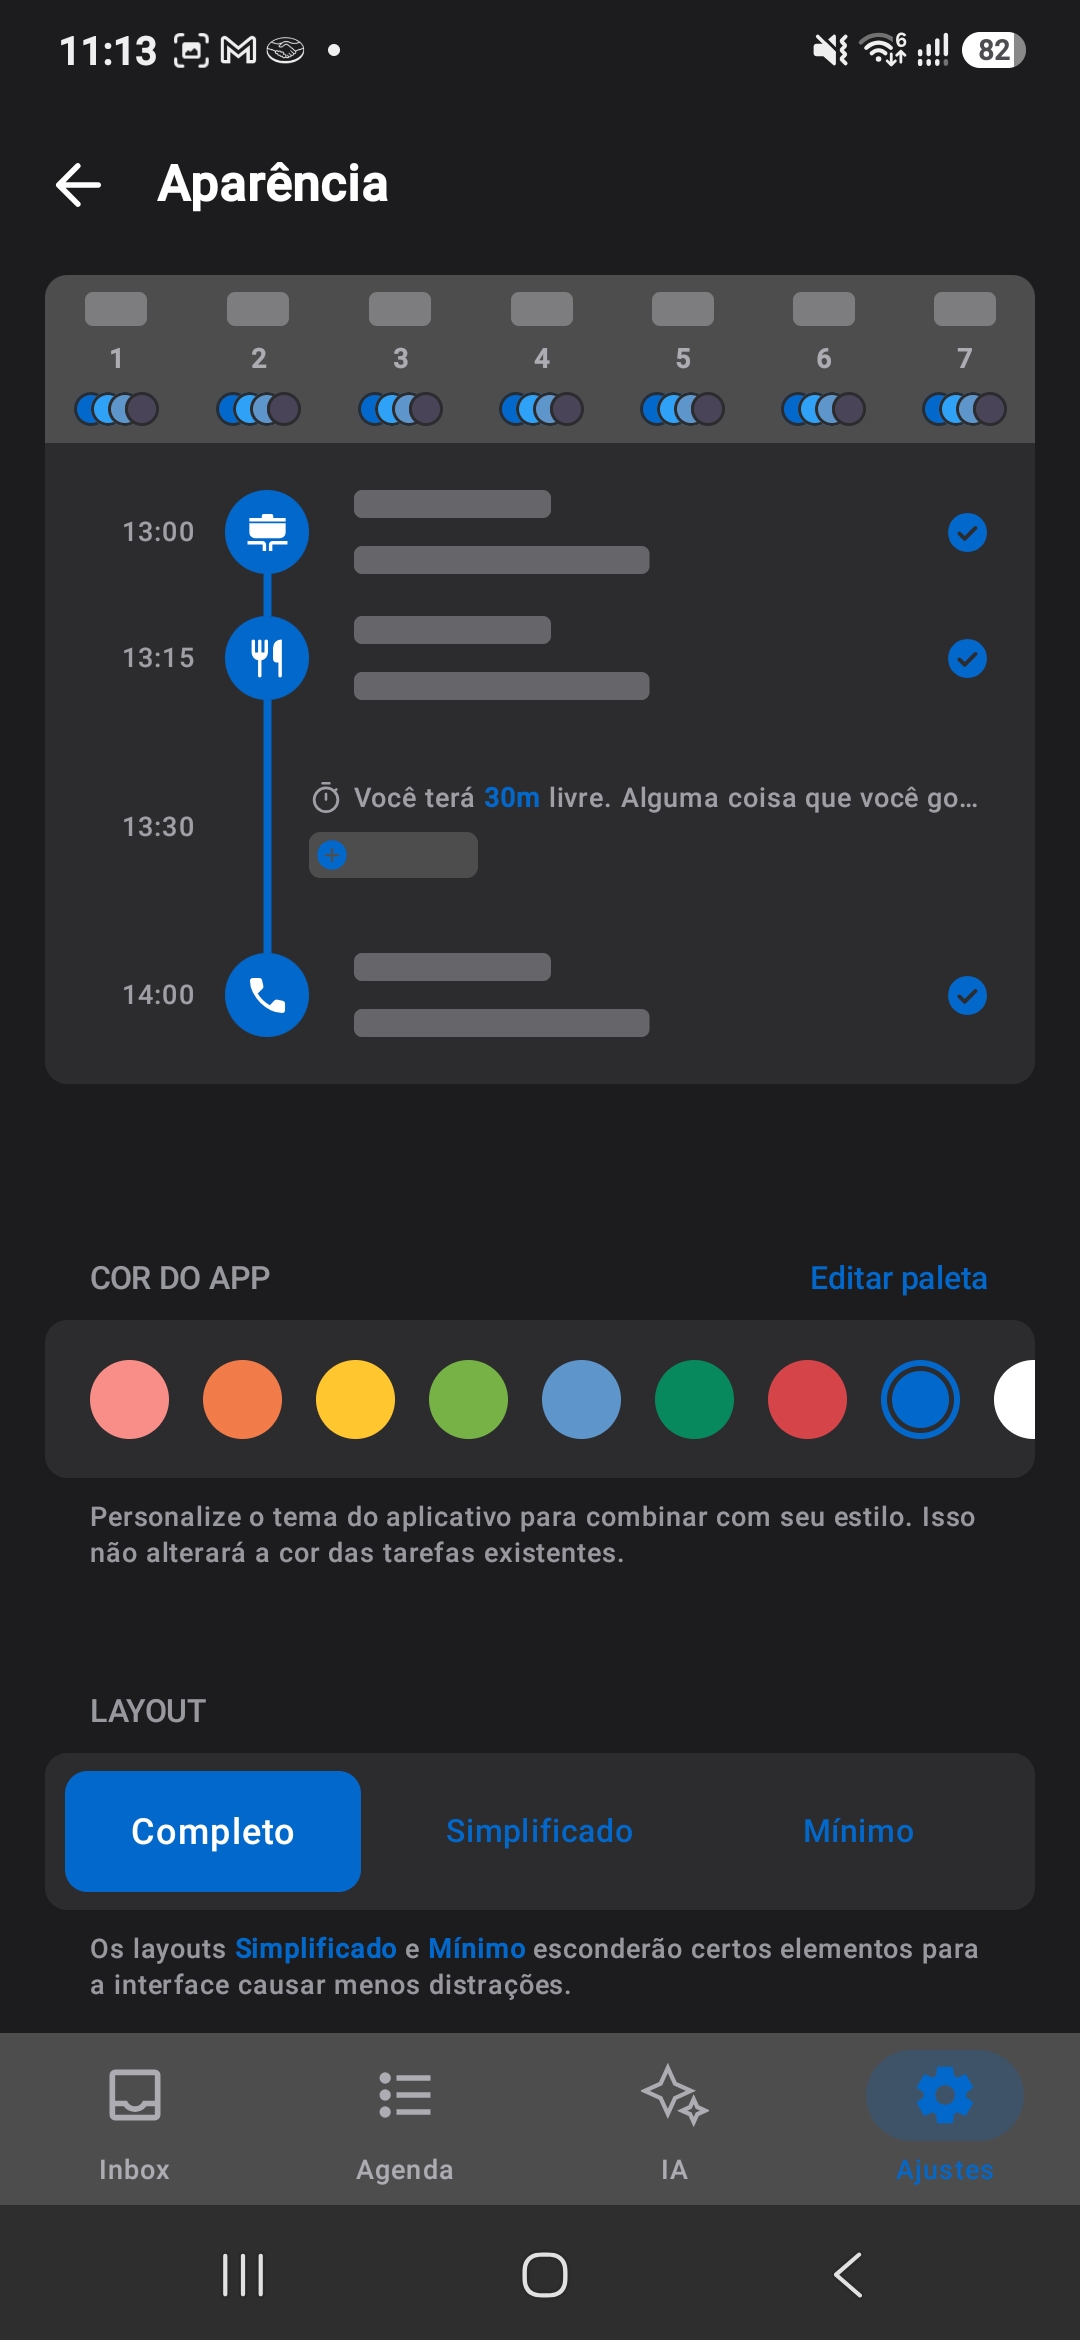 11:13
6
82
Aparência
1 2 3 4 5 6 7
13:00
13:15
Você terá 30m livre. Alguma coisa que você go...
13:30
14:00
COR DO APP
Editar paleta
Personalize o tema do aplicativo para combinar com seu estilo. Isso
não alterará a cor das tarefas existentes.
LAYOUT
Completo
Simplificado
Mínimo
Os layouts Simplificado e Mínimo esconderão certos elementos para
a interface causar menos distrações.
Inbox
Agenda
IA
Ajustes